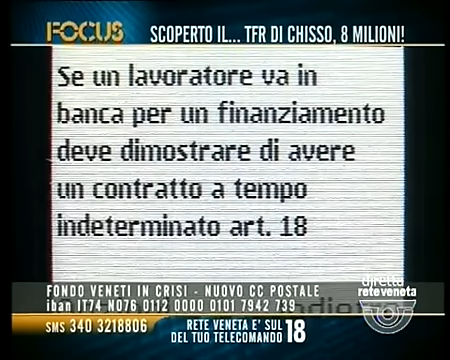 FOCUS
SCOPERTO IL... TFR DI CHISSO, 8 MILIONI!
Se un lavoratore va in
banca per un finanziamento
deve dimostrare di avere
un contratto a tempo
indeterminato art. 18
FONDO VENETI IN CRISI - NUOVO CC POSTALE
iban IT74 N076 0112 0000 0101 7942 739
diretta
reteveneta
SMS 340 3218806
RETE VENETA E' SUL
DEL TUO TELECOMANDO 18